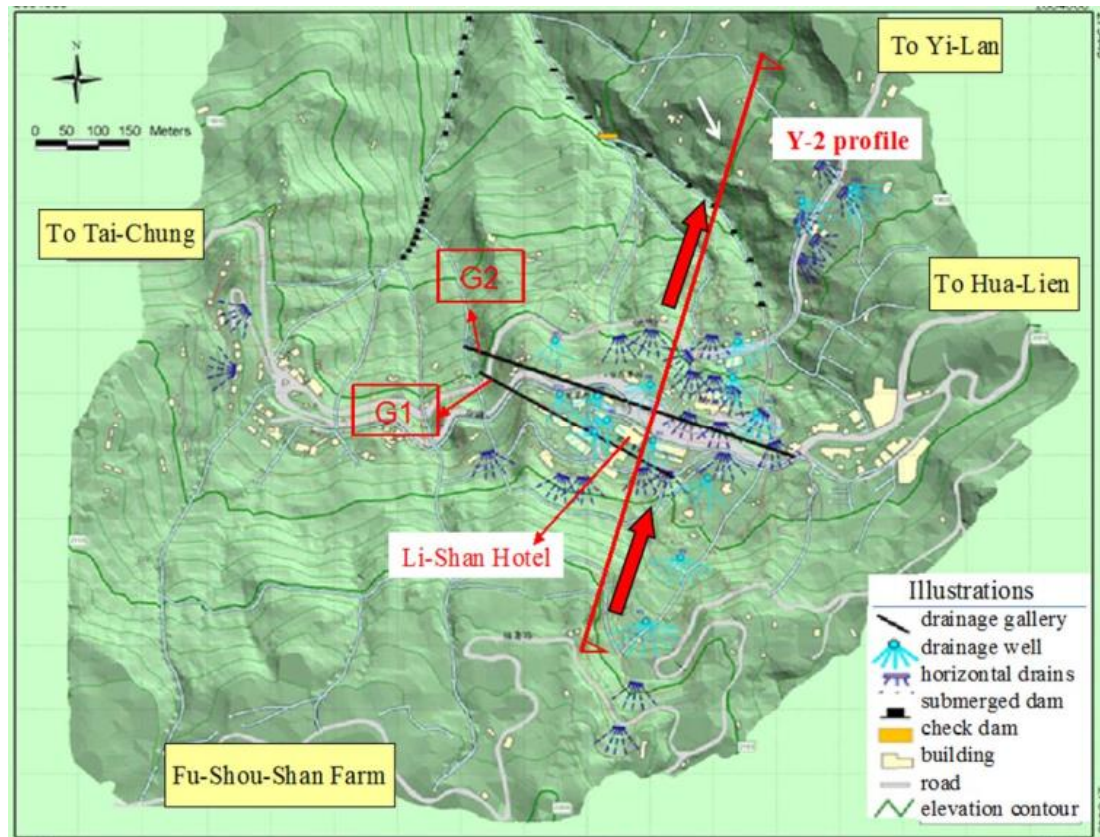 To Yi-Lan
N
0 50 100 150 Meters
Y-2 profile
To Tai-Chung
G2
To Hua-Lien
G1
P
Li-Shan Hotel
Illustrations
drainage gallery
drainage well
horizontal drains
submerged dam
check dam
building
road
elevation contour
Fu-Shou-Shan Farm